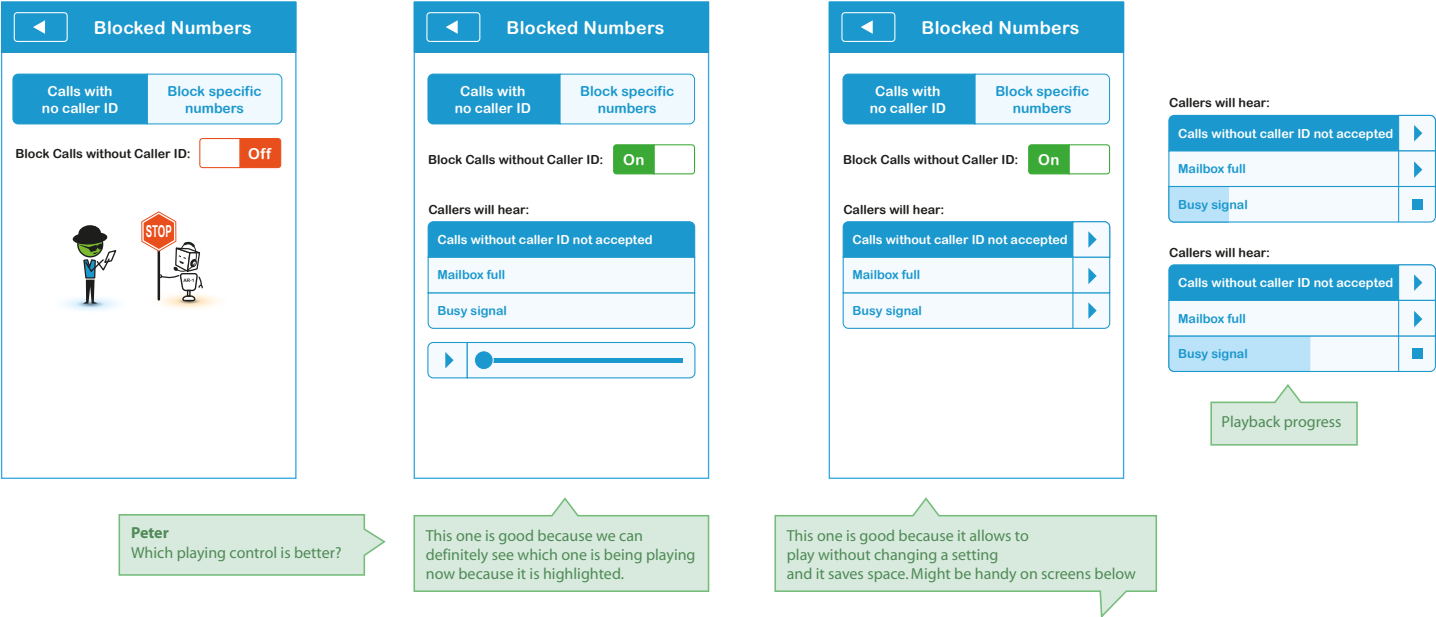 Blocked Numbers
Calls with
no caller ID
Block specific
numbers
Block Calls without Caller ID:
Off
STOP
AR-1
Blocked Numbers
Calls with
no caller ID
Block specific
numbers
Block Calls without Caller ID:
On
Callers will hear:
Calls without caller ID not accepted
Mailbox full
Busy signal
Blocked Numbers
Calls with
no caller ID
Block specific
numbers
Block Calls without Caller ID:
On
Callers will hear:
Calls without caller ID not accepted
Mailbox full
Busy signal
Callers will hear:
Calls without caller ID not accepted
Mailbox full
Busy signal
Callers will hear:
Calls without caller ID not accepted
Mailbox full
Busy signal
Playback progress
Peter
Which playing control is better?
This one is good because we can
definitely see which one is being playing
now because it is highlighted.
This one is good because it allows to
play without changing a setting
and it saves space. Might be handy on screens below